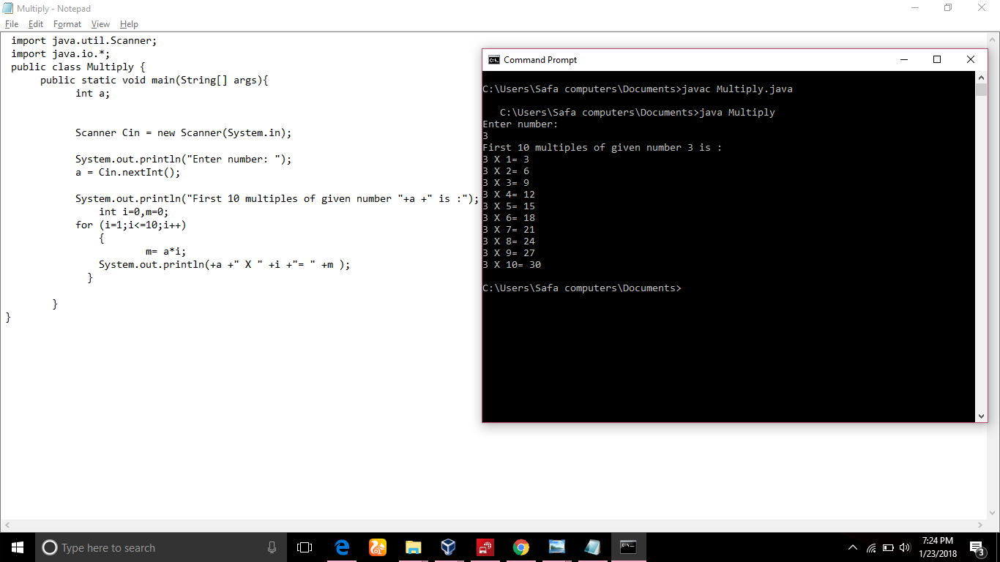 Multiply - Notepad
File Edit Format View Help
import java.util.Scanner;
import java.io.*;
public class Multiply {
public static void main(String[] args){
int a;
Scanner Cin = new Scanner(System.in);
System.out.println("Enter number: ");
a = Cin.nextInt();
System.out.println("First 10 multiples of given number "+a +" is :");
int i=0,m=0;
for (i=1;i<=10;i++)
{
m= a*i;
System.out.println(+a +" X " +i +"= " +m );
}
}
}
Command Prompt
C:\Users\Safa computers\Documents>javac Multiply.java
C:\Users\Safa computers\Documents>java Multiply
Enter number:
3
First 10 multiples of given number 3 is :
3 X 1= 3
3 X 2= 6
3 X 3= 9
3 X 4= 12
3 X 5= 15
3 X 6= 18
3 X 7= 21
3 X 8= 24
3 X 9= 27
3 X 10= 30
C:\Users\Safa computers\Documents>
Type here to search
7:24 PM
1/23/2018
3